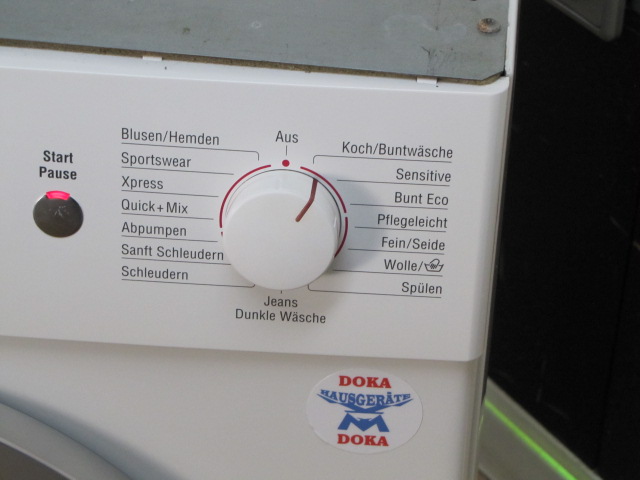 Start
Pause
Blusen/Hemden
Sportswear
Xpress
Quick+Mix
Abpumpen
Sanft Schleudern
Schleudern
Aus
Jeans
Dunkle Wäsche
Koch/Buntwäsche
Sensitive
Bunt Eco
Pflegeleicht
Fein/Seide
Wolle/
Spülen
DOKA
HAUSGERÄTE
DOKA